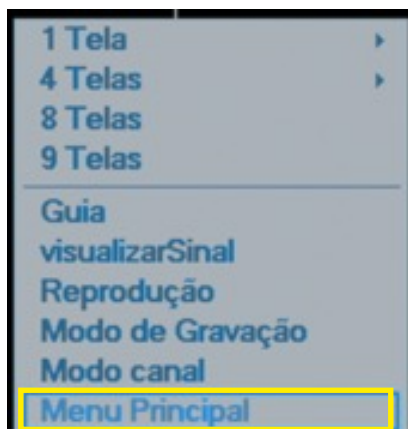 1 Tela
4 Telas
8 Telas
9 Telas
Guia
visualizarSinal
Reprodução
Modo de Gravação
Modo canal
Menu Principal